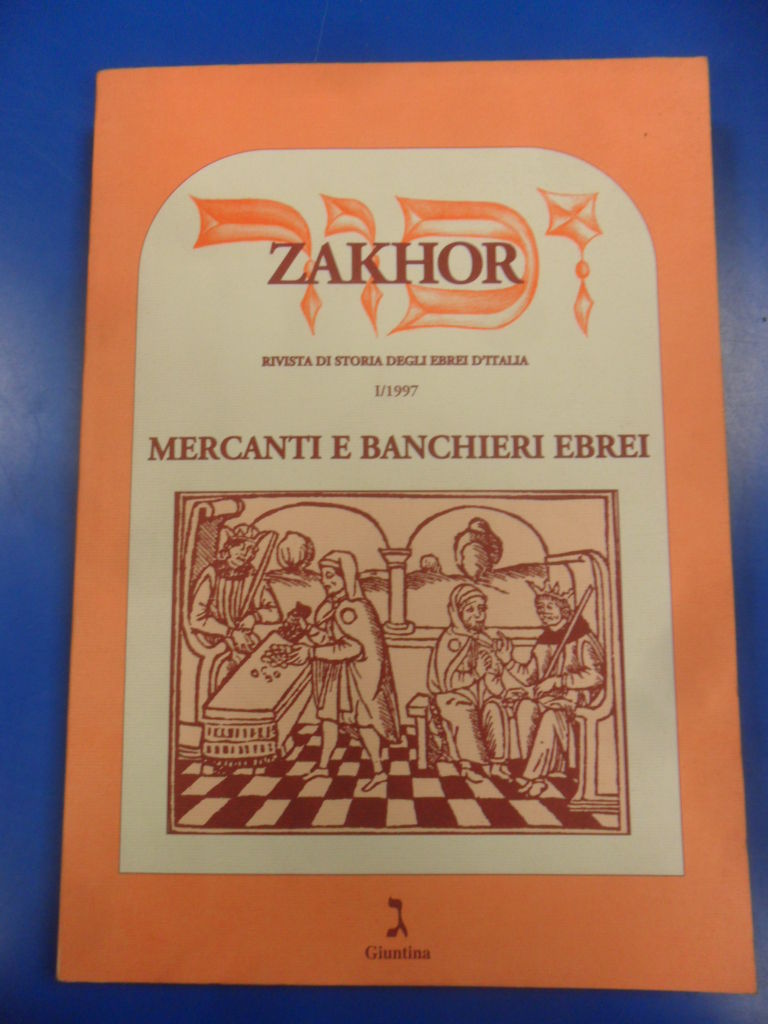 זכור
ZAKHOR
RIVISTA DI STORIA DEGLI EBREI D'ITALIA
I/1997
MERCANTI E BANCHIERI EBREI
ג
Giuntina